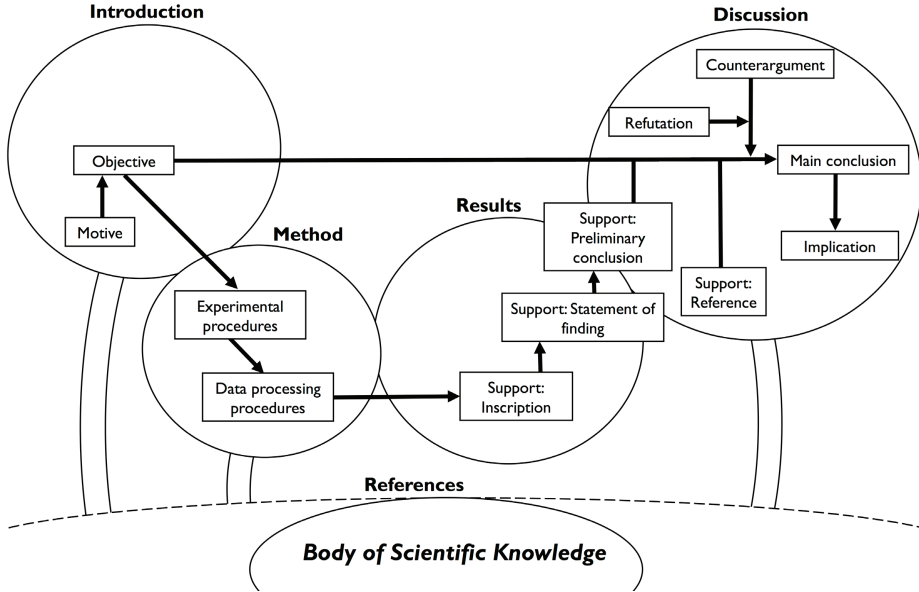 Introduction
Objective
Motive
Method
Experimental
procedures
Data processing
procedures
Results
Support:
Inscription
Support: Statement of
finding
Support:
Preliminary
conclusion
Discussion
Counterargument
Refutation
Main conclusion
Implication
Support:
Reference
References
Body of Scientific Knowledge